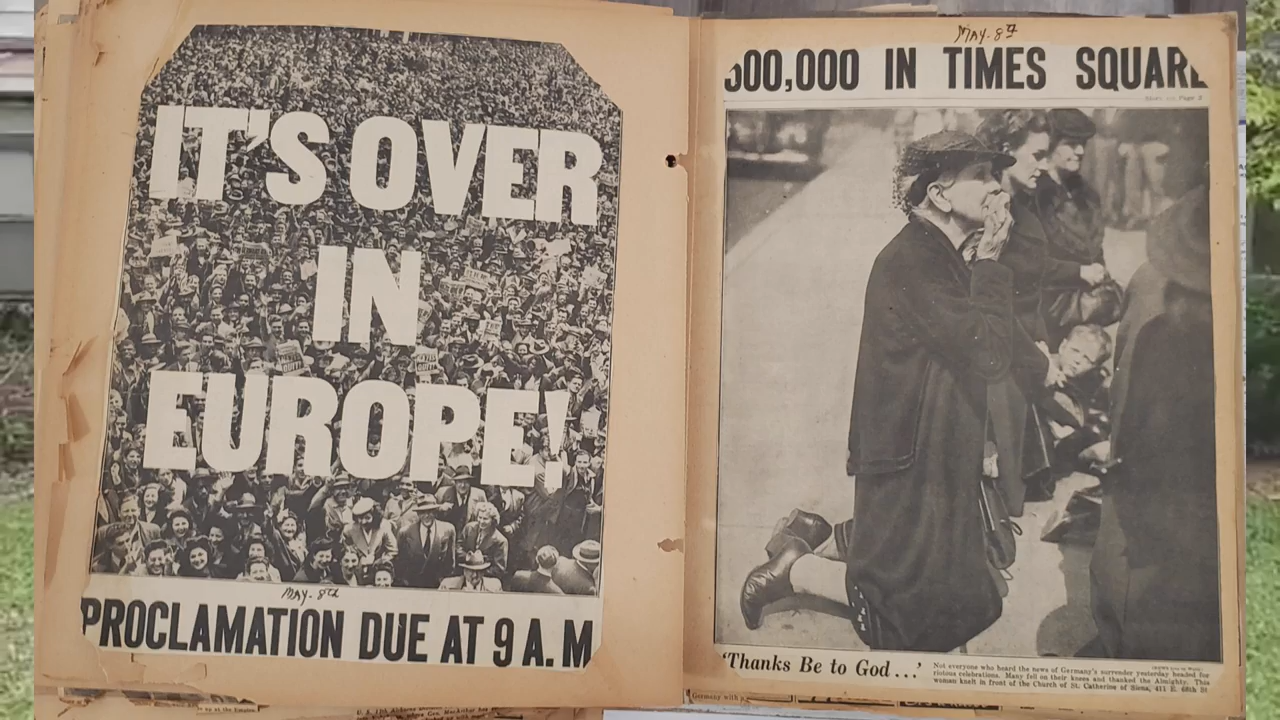 IT'S OVER
IN
EUROPE!
MAY-8th
PROCLAMATION DUE AT 9 A.M
MAY-8th
500,000 IN TIMES SQUARE
'Thanks Be to God...'
Not everyone who heard the news of Germany's surrender yesterday headed for
riotous celebrations. Many fell on their knees and thanked the Almighty. This
woman knelt in front of the Church of St. Catherine of Siena, 411 E. 68th St
Germany with